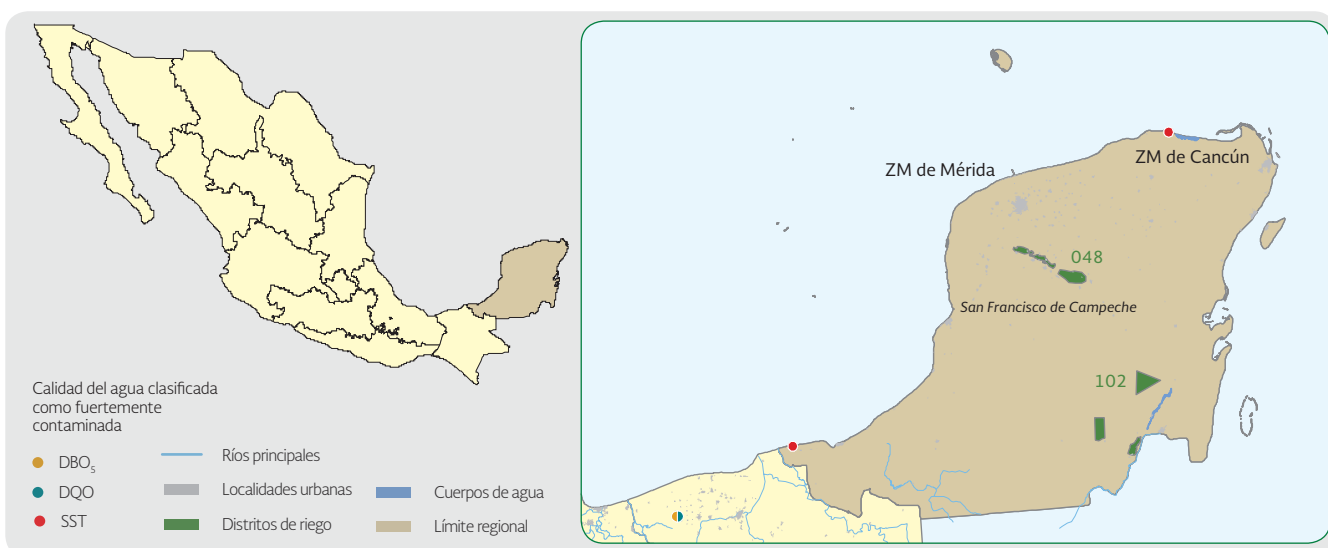 Calidad del agua clasificada
como fuertemente
contaminada
DBO₅
DQO
SST
Ríos principales
Localidades urbanas
Distritos de riego
Cuerpos de agua
Límite regional
ZM de Mérida
ZM de Cancún
048
San Francisco de Campeche
102